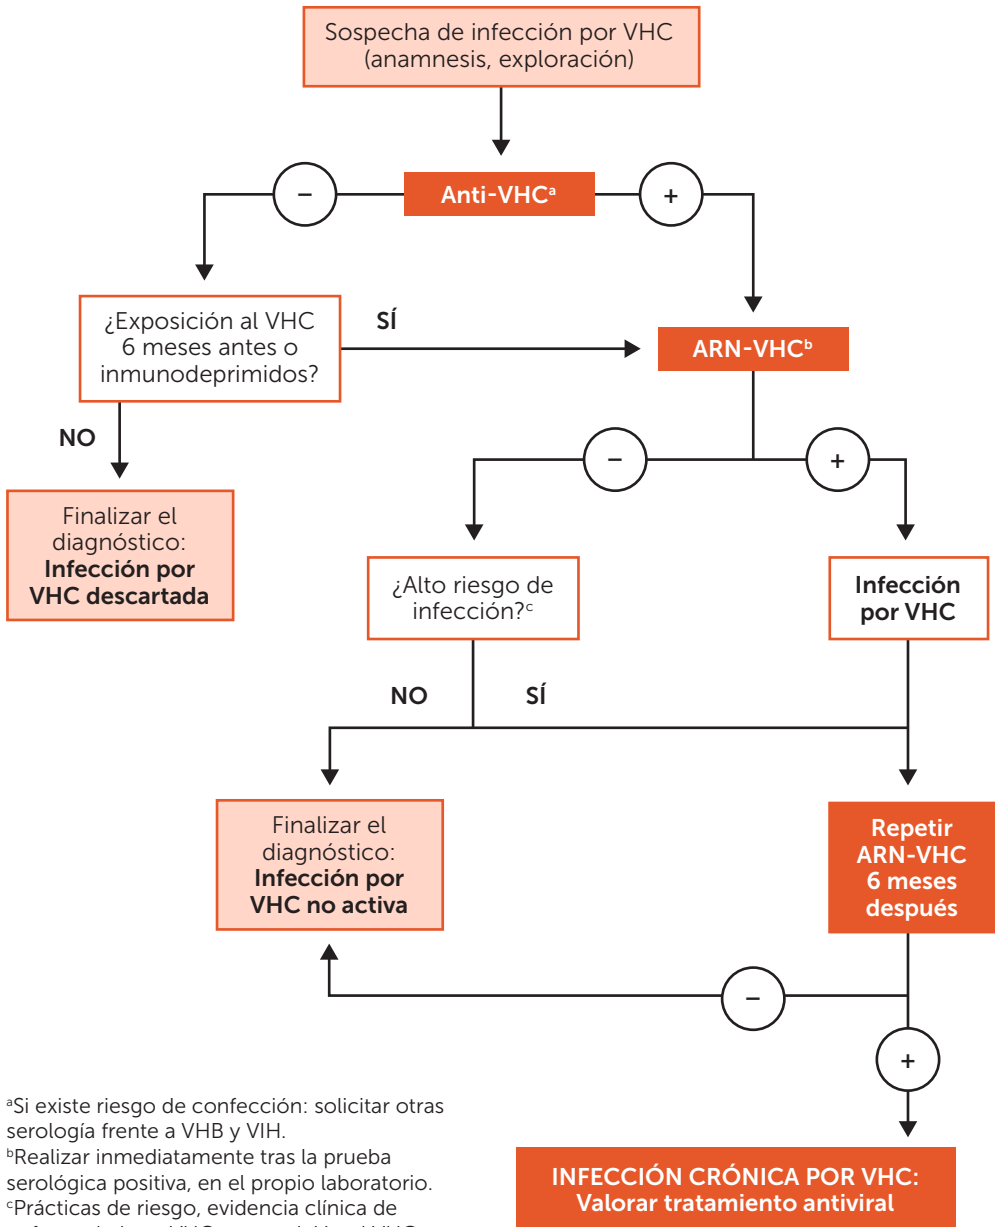 Sospecha de infección por VHC
(anamnesis, exploración)
−
Anti-VHCᵃ
+
¿Exposición al VHC
6 meses antes o
inmunodeprimidos?
SÍ
ARN-VHCᵇ
NO
−
+
Finalizar el
diagnóstico:
Infección por
VHC descartada
¿Alto riesgo de
infección?ᶜ
Infección
por VHC
NO
SÍ
Finalizar el
diagnóstico:
Infección por
VHC no activa
Repetir
ARN-VHC
6 meses
después
−
+
ᵃSi existe riesgo de confección: solicitar otras
serología frente a VHB y VIH.
ᵇRealizar inmediatamente tras la prueba
serológica positiva, en el propio laboratorio.
ᶜPrácticas de riesgo, evidencia clínica de
INFECCIÓN CRÓNICA POR VHC:
Valorar tratamiento antiviral